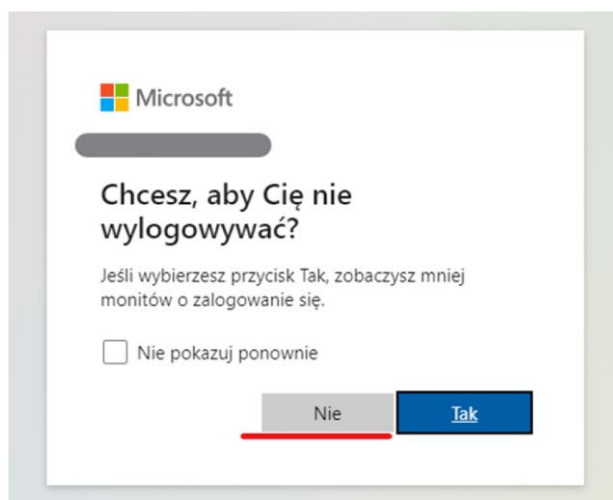 Microsoft
Chcesz, aby Cię nie
wylogowywać?
Jeśli wybierzesz przycisk Tak, zobaczysz mniej
monitów o zalogowanie się.
Nie pokazuj ponownie
Nie
Tak